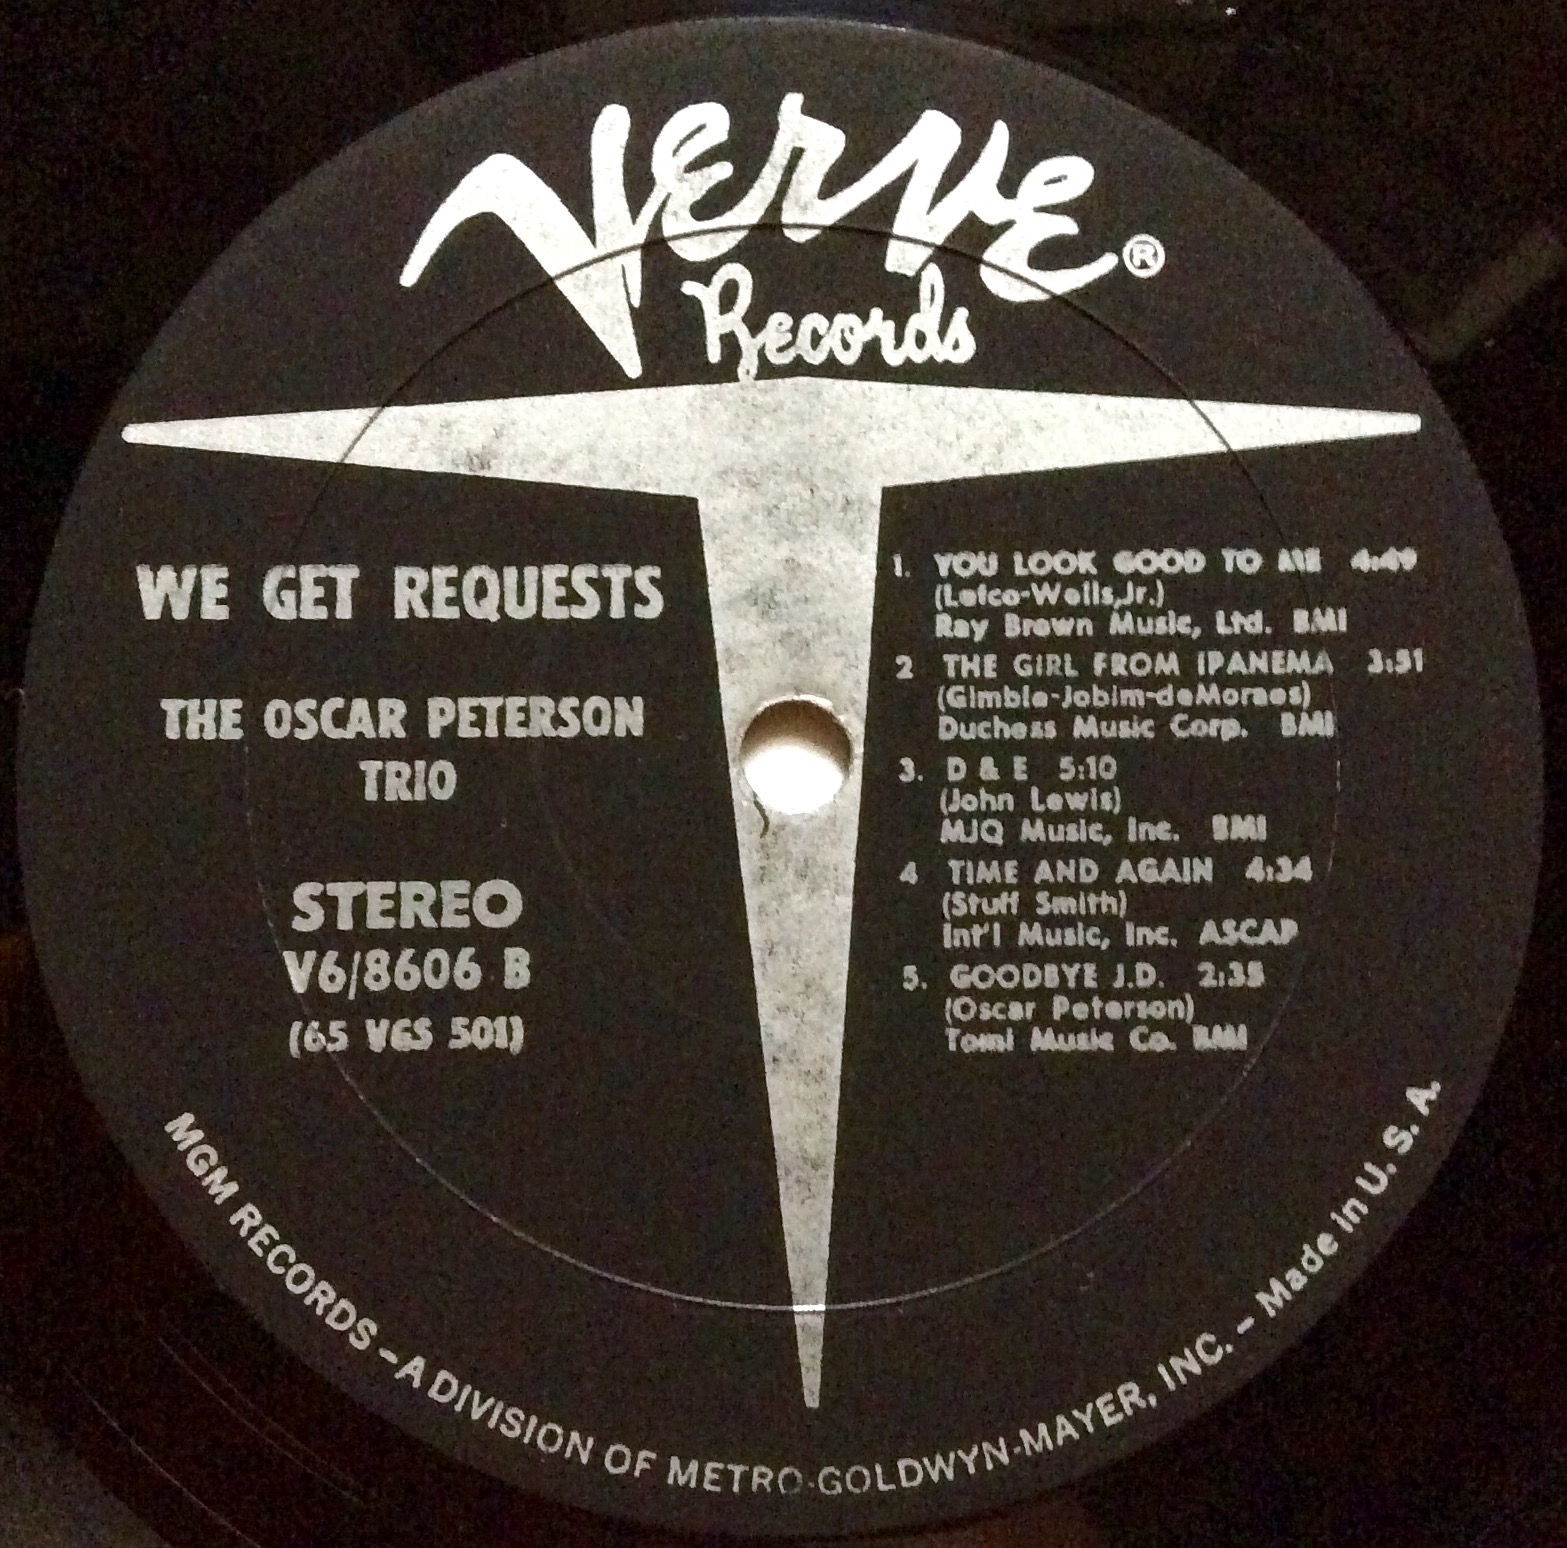 Verve®
Records
WE GET REQUESTS
THE OSCAR PETERSON
TRIO
STEREO
V6/8606 B
(65 VGS 501)
1. YOU LOOK GOOD TO ME 4:49
(Lefco-Wells,Jr.)
Ray Brown Music, Ltd. BMI
2 THE GIRL FROM IPANEMA 3:51
(Gimble-Jobim-deMoraes)
Duchess Music Corp. BMI
3. D & E 5:10
(John Lewis)
MJQ Music, Inc. BMI
4 TIME AND AGAIN 4:34
(Stuff Smith)
Int'l Music, Inc. ASCAP
5. GOODBYE J.D. 2:38
(Oscar Peterson)
Tomi Music Co. BMI
MGM RECORDS – A DIVISION OF METRO-GOLDWYN-MAYER, INC. – Made in U. S. A.